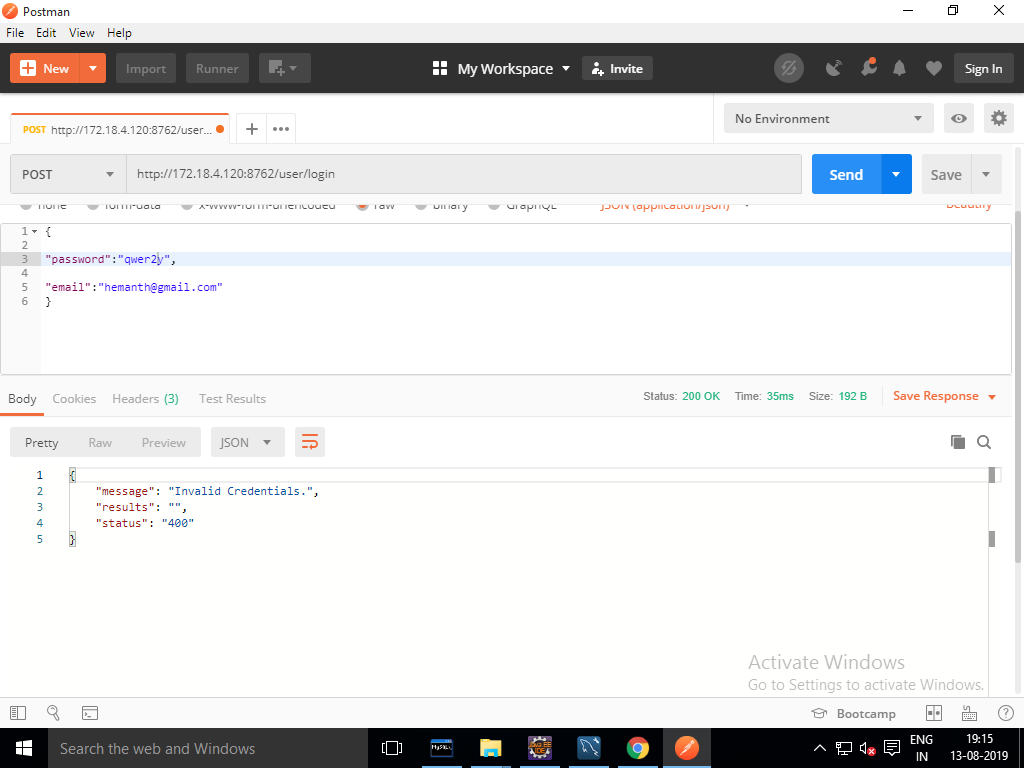 Postman
File Edit View Help
New Import Runner My Workspace Invite Sign In
POST http://172.18.4.120:8762/user... No Environment
POST http://172.18.4.120:8762/user/login Send Save
none form-data x-www-form-urlencoded raw binary GraphQL JSON (application/json) Beautify
1 {
2
3 "password":"qwer2y",
4
5 "email":"hemanth@gmail.com"
6 }
Body Cookies Headers (3) Test Results Status: 200 OK Time: 35ms Size: 192 B Save Response
Pretty Raw Preview JSON
1 {
2 "message": "Invalid Credentials.",
3 "results": "",
4 "status": "400"
5 }
Activate Windows
Go to Settings to activate Windows.
Bootcamp
Search the web and Windows MySQL JAVA EE IDE ENG 19:15
IN 13-08-2019